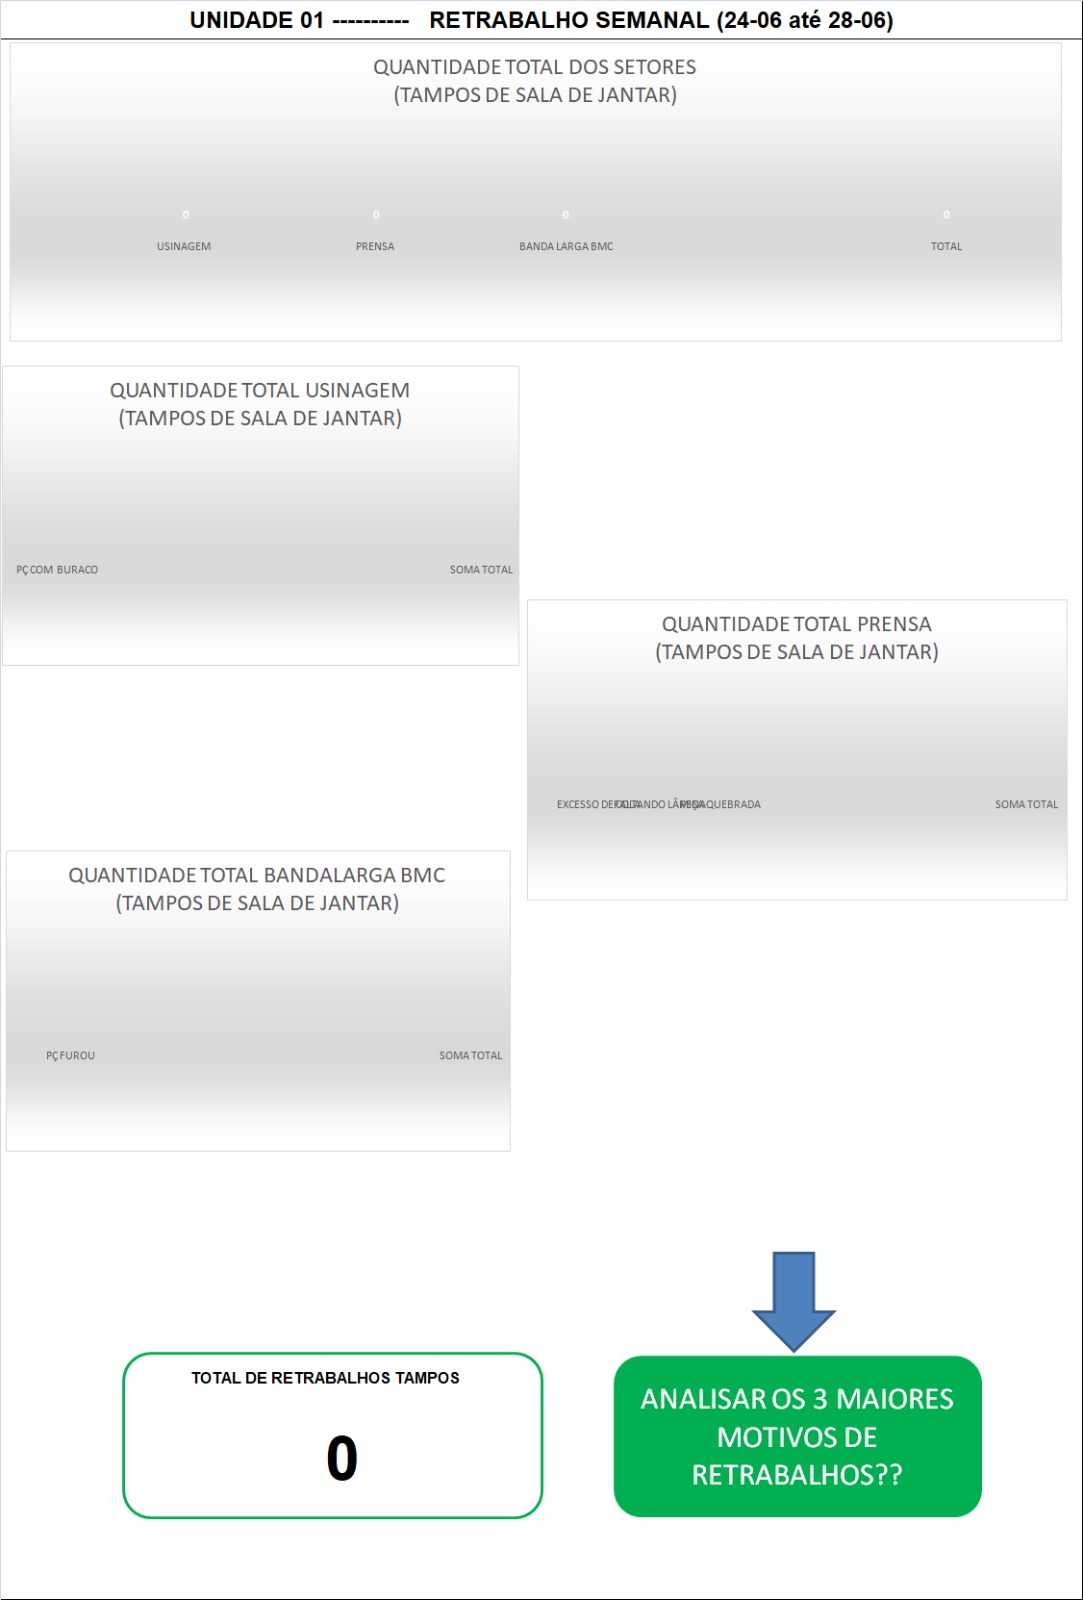 UNIDADE 01 ---------- RETRABALHO SEMANAL (24-06 até 28-06)
QUANTIDADE TOTAL DOS SETORES
(TAMPOS DE SALA DE JANTAR)
0 0 0 0
USINAGEM PRENSA BANDA LARGA BMC TOTAL
QUANTIDADE TOTAL USINAGEM
(TAMPOS DE SALA DE JANTAR)
PÇ COM BURACO SOMA TOTAL
QUANTIDADE TOTAL PRENSA
(TAMPOS DE SALA DE JANTAR)
EXCESSO DE QUEBRADA SOMA TOTAL
QUANTIDADE TOTAL BANDALARGA BMC
(TAMPOS DE SALA DE JANTAR)
PÇ FUROU SOMA TOTAL
TOTAL DE RETRABALHOS TAMPOS
0
ANALISAR OS 3 MAIORES
MOTIVOS DE
RETRABALHOS??